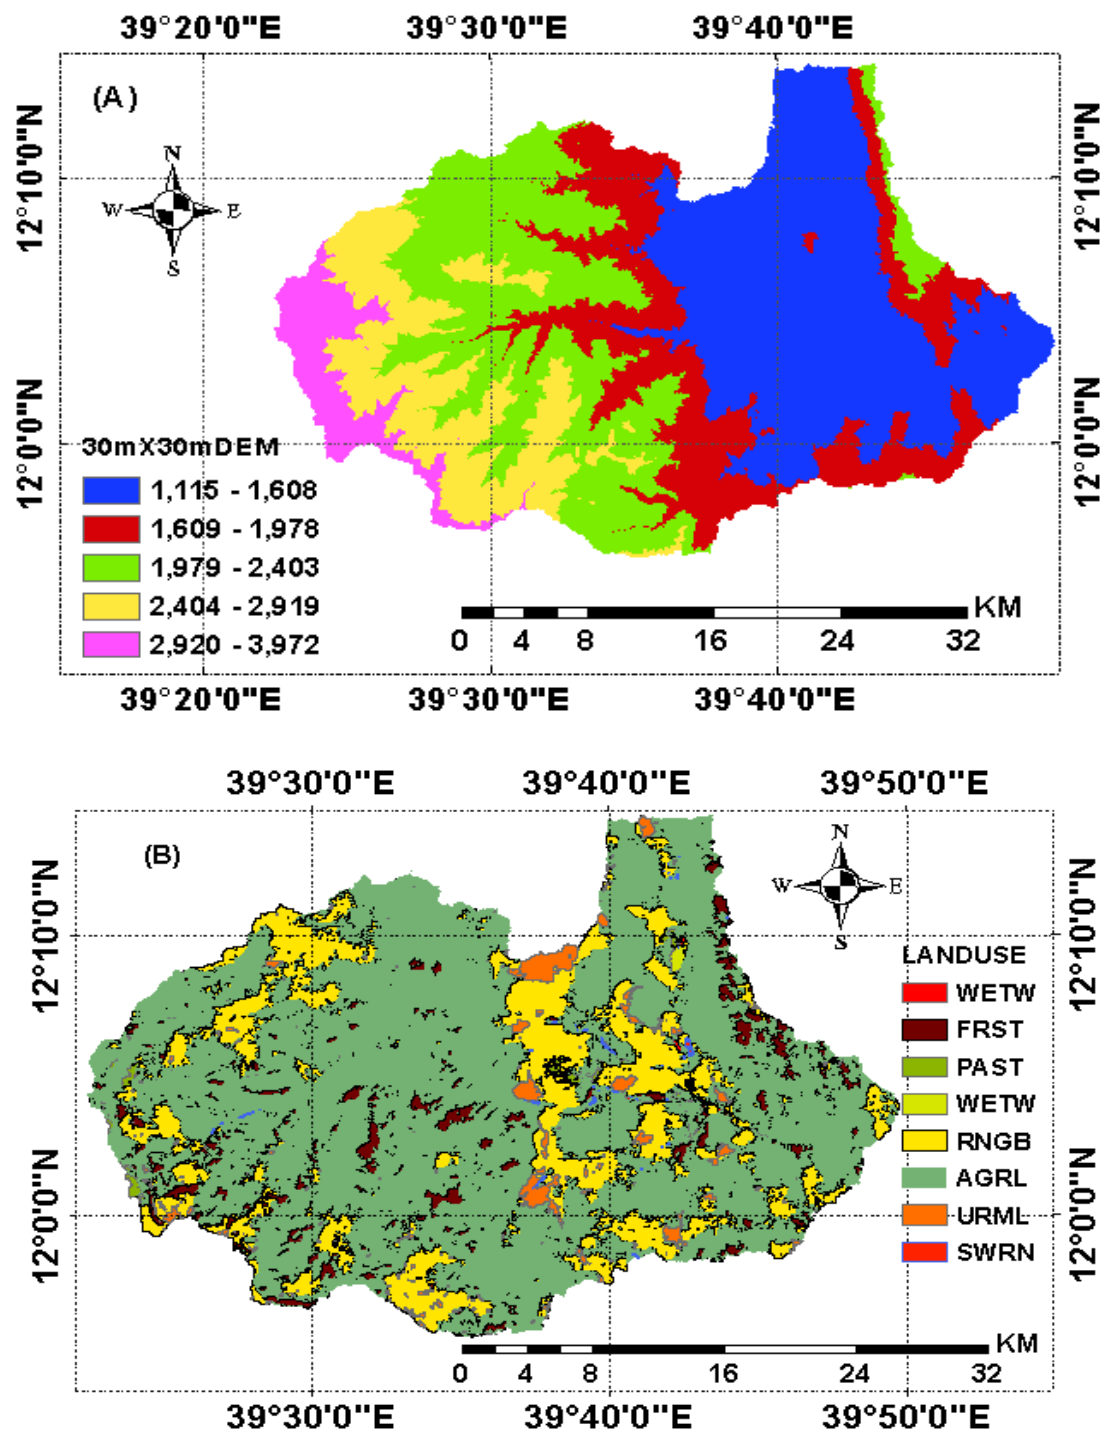 39°20'0"E 39°30'0"E 39°40'0"E
(A)
N
W E
S
12°10'0"N 12°10'0"N
12°0'0"N 12°0'0"N
30mX30mDEM
1,115 - 1,608
1,609 - 1,978
1,979 - 2,403
2,404 - 2,919
2,920 - 3,972
KM
0 4 8 16 24 32
39°20'0"E 39°30'0"E 39°40'0"E
39°30'0"E 39°40'0"E 39°50'0"E
(B)
N
W E
S
12°10'0"N 12°10'0"N
LANDUSE
WETW
FRST
PAST
WETW
RNGB
AGRL
URML
SWRN
12°0'0"N 12°0'0"N
KM
0 4 8 16 24 32
39°30'0"E 39°40'0"E 39°50'0"E